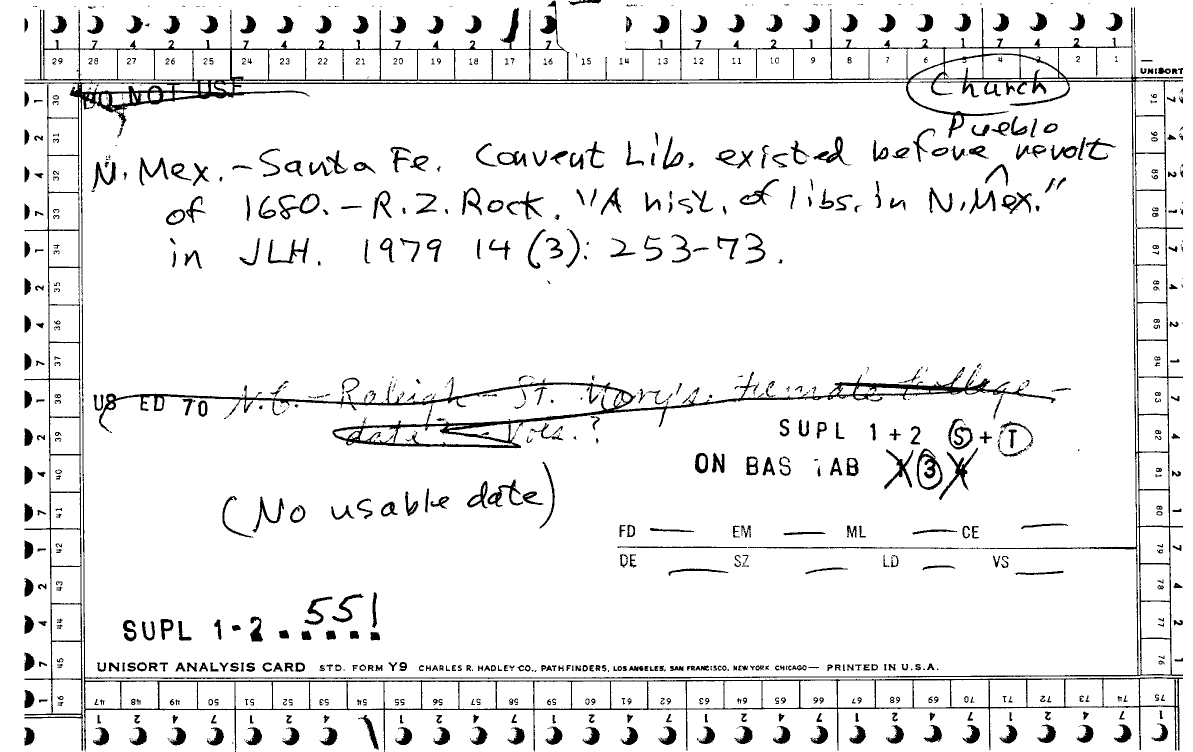 7 4 2 1 7 4 2 1 7 4 2 1 7 1 7 4 2 1 7 4 2 1
29 28 27 26 25 24 23 22 21 20 19 18 17 16 15 14 13 12 11 10 9 8 7 6 5 4 3 2 1
UNISORT
DO NOT USE
Church
Pueblo
N. Mex. - Santa Fe. Convent Lib. existed before revolt
of 1680. - R. Z. Rock. "A hist. of libs. in N. Mex."
in JLH. 1979 14 (3): 253-73.
US ED 70 N.C. - Raleigh - St. Mary's. Female College -
date? - Vols.?
SUPL 1 + 2 S + T
ON BAS TAB 1 3 4
(No usable date)
FD EM ML CE
DE SZ LD VS
SUPL 1-2 551
UNISORT ANALYSIS CARD STD. FORM Y9 CHARLES R. HADLEY CO., PATHFINDERS, LOS ANGELES, SAN FRANCISCO, NEW YORK CHICAGO — PRINTED IN U.S.A.
30 31 32 33 34 35 36 37 38 39 40 41 42 43 44 45 46
91 90 89 88 87 86 85 84 83 82 81 80 79 78 77 76 75
47 48 49 50 51 52 53 54 55 56 57 58 59 60 61 62 63 64 65 66 67 68 69 70 71 72 73 74